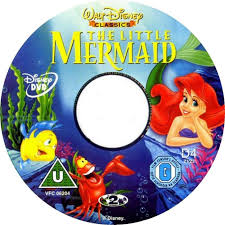 WALT DISNEY
CLASSICS
THE LITTLE
MERMAID
DISNEY
DVD
U
VFC 06204
2
© Disney.